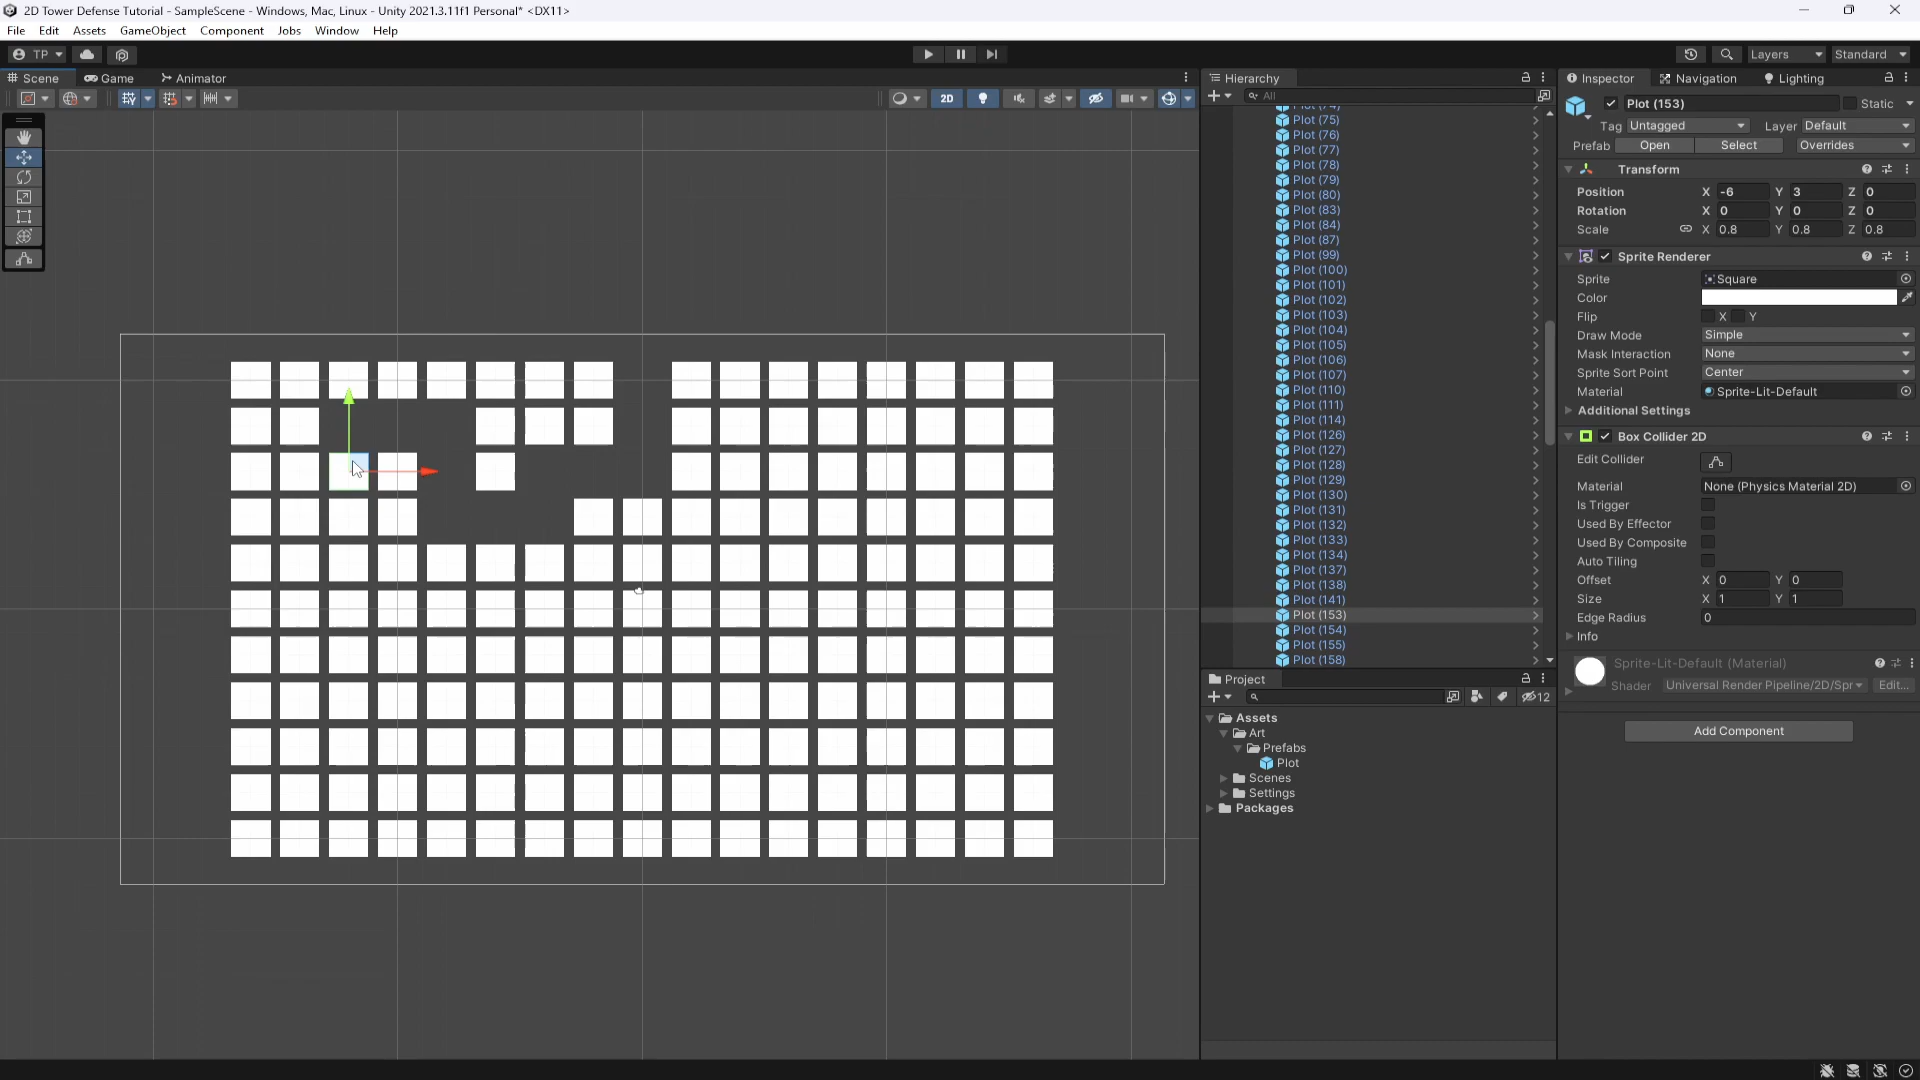 2D Tower Defense Tutorial - SampleScene - Windows, Mac, Linux - Unity 2021.3.11f1 Personal* <DX11>
File Edit Assets GameObject Component Jobs Window Help
TP Layers Standard
Scene Game Animator
2D
Hierarchy
All
Plot (74)
Plot (75)
Plot (76)
Plot (77)
Plot (78)
Plot (79)
Plot (80)
Plot (83)
Plot (84)
Plot (87)
Plot (99)
Plot (100)
Plot (101)
Plot (102)
Plot (103)
Plot (104)
Plot (105)
Plot (106)
Plot (107)
Plot (110)
Plot (111)
Plot (114)
Plot (126)
Plot (127)
Plot (128)
Plot (129)
Plot (130)
Plot (131)
Plot (132)
Plot (133)
Plot (134)
Plot (137)
Plot (138)
Plot (141)
Plot (153)
Plot (154)
Plot (155)
Plot (158)
Project
12
Assets
Art
Prefabs
Plot
Scenes
Settings
Packages
Inspector Navigation Lighting
Plot (153) Static
Tag Untagged Layer Default
Prefab Open Select Overrides
Transform
Position X -6 Y 3 Z 0
Rotation X 0 Y 0 Z 0
Scale X 0.8 Y 0.8 Z 0.8
Sprite Renderer
Sprite Square
Color
Flip X Y
Draw Mode Simple
Mask Interaction None
Sprite Sort Point Center
Material Sprite-Lit-Default
Additional Settings
Box Collider 2D
Edit Collider
Material None (Physics Material 2D)
Is Trigger
Used By Effector
Used By Composite
Auto Tiling
Offset X 0 Y 0
Size X 1 Y 1
Edge Radius 0
Info
Sprite-Lit-Default (Material)
Shader Universal Render Pipeline/2D/Spr Edit...
Add Component